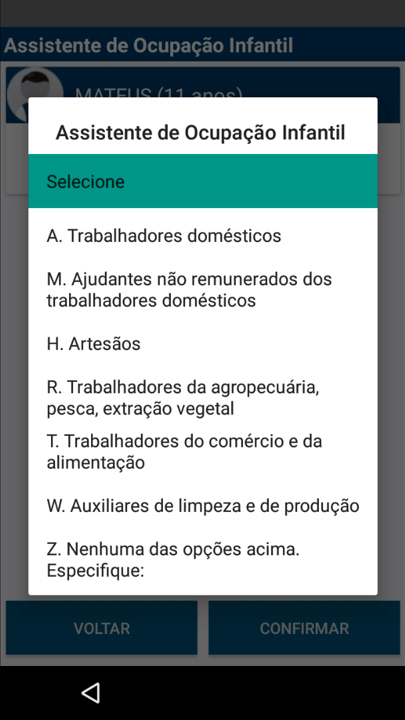 Assistente de Ocupação Infantil
MATEUS (11 anos)
Assistente de Ocupação Infantil
Selecione
A. Trabalhadores domésticos
M. Ajudantes não remunerados dos
trabalhadores domésticos
H. Artesãos
R. Trabalhadores da agropecuária,
pesca, extração vegetal
T. Trabalhadores do comércio e da
alimentação
W. Auxiliares de limpeza e de produção
Z. Nenhuma das opções acima.
Especifique:
VOLTAR
CONFIRMAR